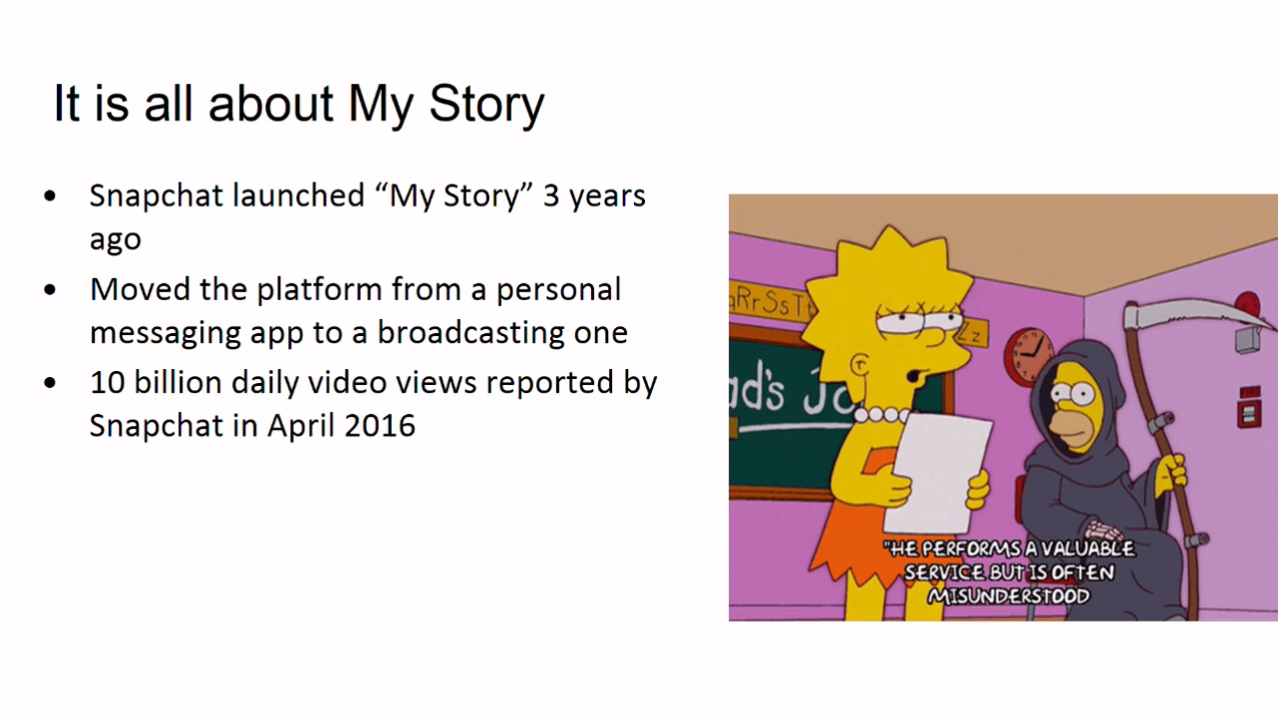 It is all about My Story
• Snapchat launched “My Story” 3 years
ago
• Moved the platform from a personal
messaging app to a broadcasting one
• 10 billion daily video views reported by
Snapchat in April 2016
qRrSsTt
Zz
ad's Jo
"HE PERFORMS A VALUABLE
SERVICE BUT IS OFTEN
MISUNDERSTOOD